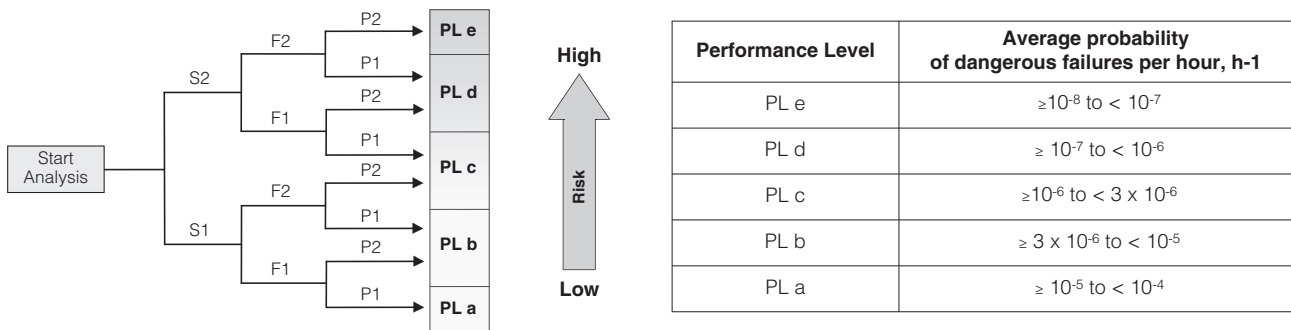 Start
Analysis
S2
S1
F2
F1
F2
F1
P2
P1
P2
P1
P2
P1
P2
P1
PL e
PL d
PL c
PL b
PL a
High
Risk
Low
Performance Level
Average probability
of dangerous failures per hour, h-1
PL e
≥10⁻⁸ to < 10⁻⁷
PL d
≥ 10⁻⁷ to < 10⁻⁶
PL c
≥10⁻⁶ to < 3 x 10⁻⁶
PL b
≥ 3 x 10⁻⁶ to < 10⁻⁵
PL a
≥ 10⁻⁵ to < 10⁻⁴